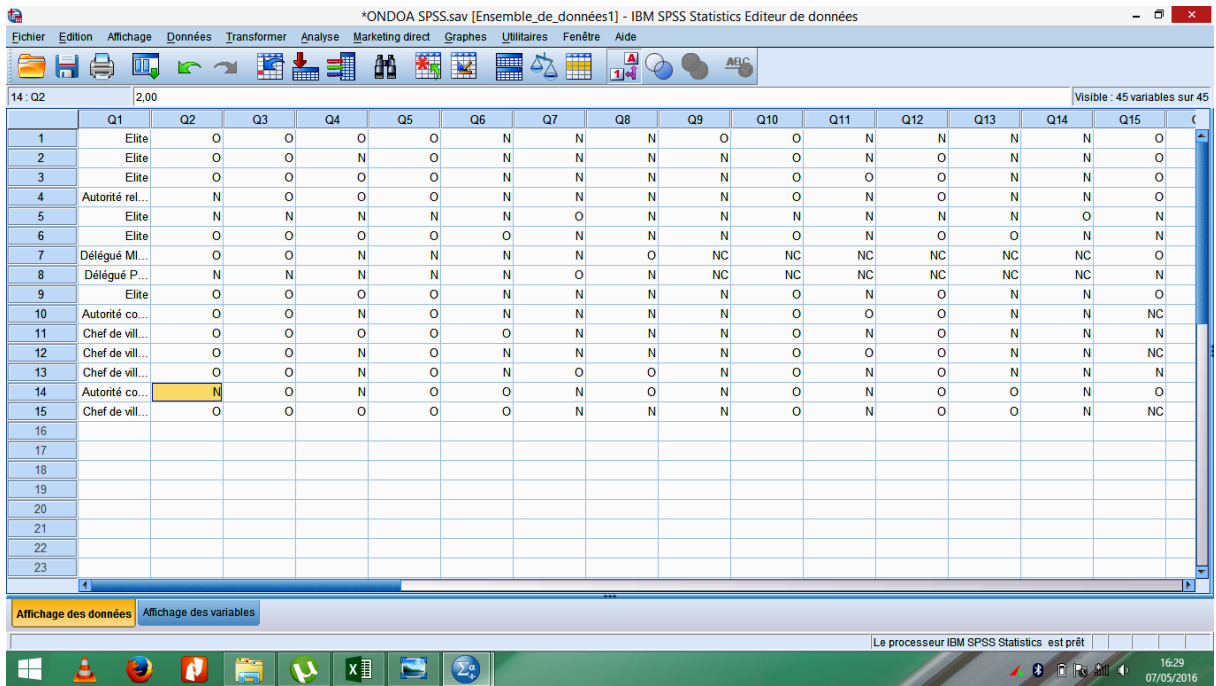 *ONDOA SPSS.sav [Ensemble_de_données1] - IBM SPSS Statistics Editeur de données
Fichier Edition Affichage Données Transformer Analyse Marketing direct Graphes Utilitaires Fenêtre Aide
14 : Q2 2,00 Visible : 45 variables sur 45
Q1 Q2 Q3 Q4 Q5 Q6 Q7 Q8 Q9 Q10 Q11 Q12 Q13 Q14 Q15
1 Elite O O O O N N N O O N N N N O
2 Elite O O N O N N N N O N O N N O
3 Elite O O O O N N N N O O O N N O
4 Autorité rel... N O O O N N N N O N O N N O
5 Elite N N N N N O N N N N N N O N
6 Elite O O O O O N N N O N O O N N
7 Délégué MI... O O N N N N O NC NC NC NC NC NC O
8 Délégué P... N N N N N O N NC NC NC NC NC NC N
9 Elite O O O O N N N N O N O N N O
10 Autorité co... O O N O N N N N O O O N N NC
11 Chef de vill... O O O O O N N N O N O N N N
12 Chef de vill... O O N O N N N N O O O N N NC
13 Chef de vill... O O N O N O O N O N O N N N
14 Autorité co... N O N O O N O N O N O O N O
15 Chef de vill... O O O O O N N N O N O O N NC
16
17
18
19
20
21
22
23
Affichage des données Affichage des variables
Le processeur IBM SPSS Statistics est prêt
16:29
07/05/2016